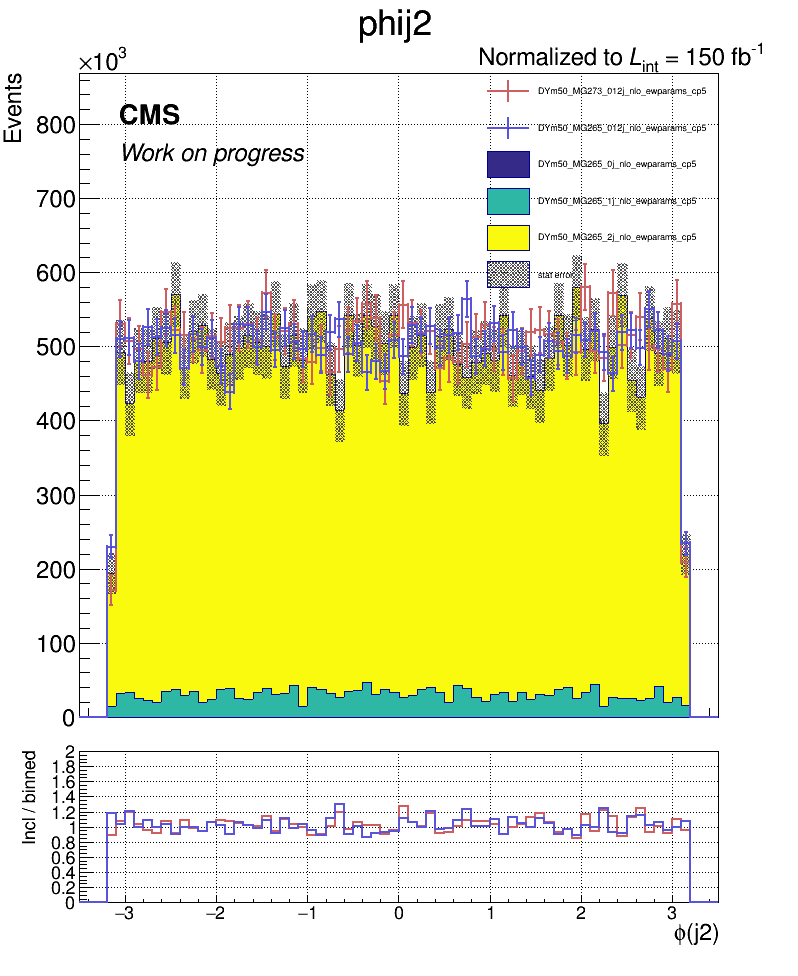 phij2
×10³
Normalized to Lint = 150 fb⁻¹
Events
CMS
Work on progress
DYm50_MG273_012j_nlo_ewparams_cp5
DYm50_MG265_012j_nlo_ewparams_cp5
DYm50_MG265_0j_nlo_ewparams_cp5
DYm50_MG265_1j_nlo_ewparams_cp5
DYm50_MG265_2j_nlo_ewparams_cp5
stat error
800
700
600
500
400
300
200
100
0
Incl / binned
2
1.8
1.6
1.4
1.2
1
0.8
0.6
0.4
0.2
0
−3 −2 −1 0 1 2 3
ϕ(j2)